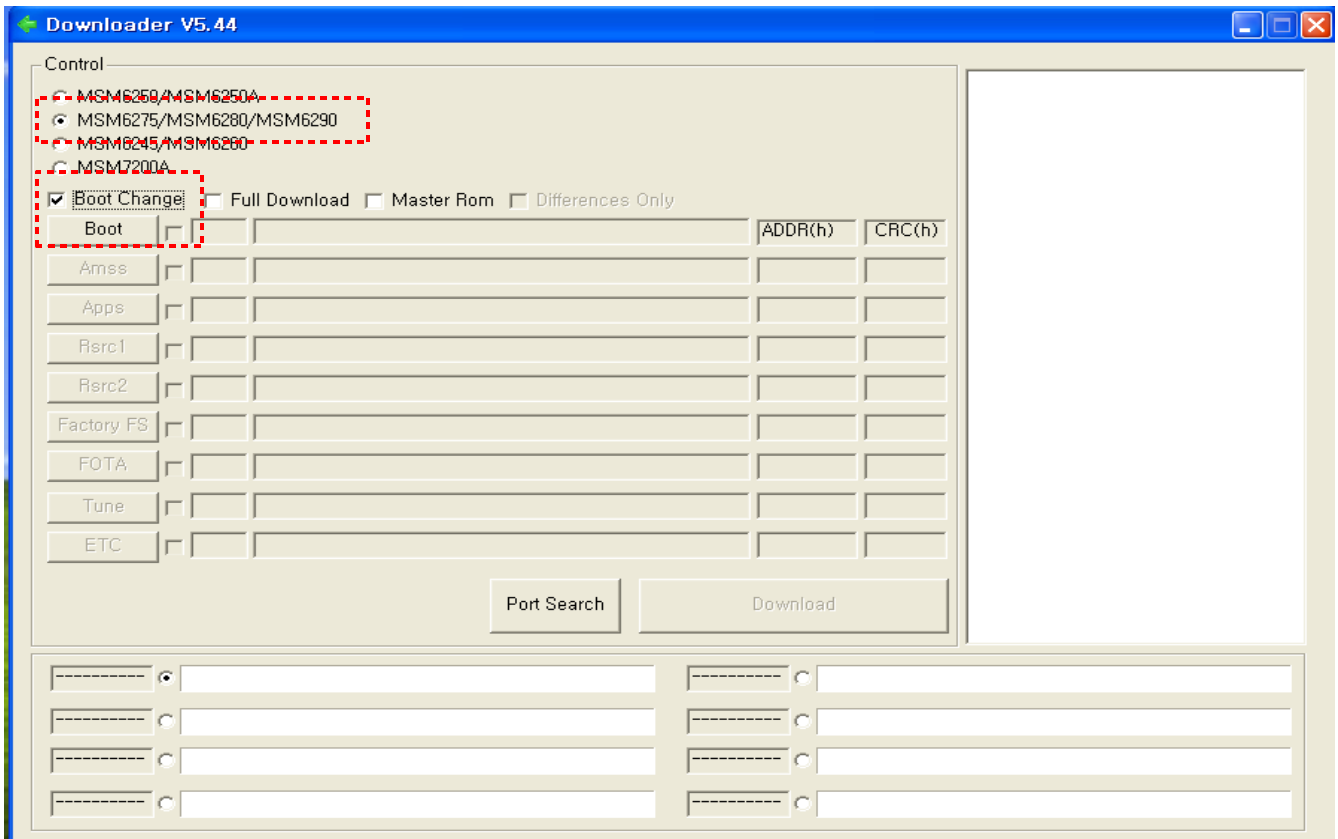 Downloader V5.44
Control
MSM6250/MSM6250A
MSM6275/MSM6280/MSM6290
MSM6245/MSM6260
MSM7200A
Boot Change Full Download Master Rom Differences Only
Boot ADDR(h) CRC(h)
Amss
Apps
Rsrc1
Rsrc2
Factory FS
FOTA
Tune
ETC
Port Search Download
---------- ----------
---------- ----------
---------- ----------
---------- ----------